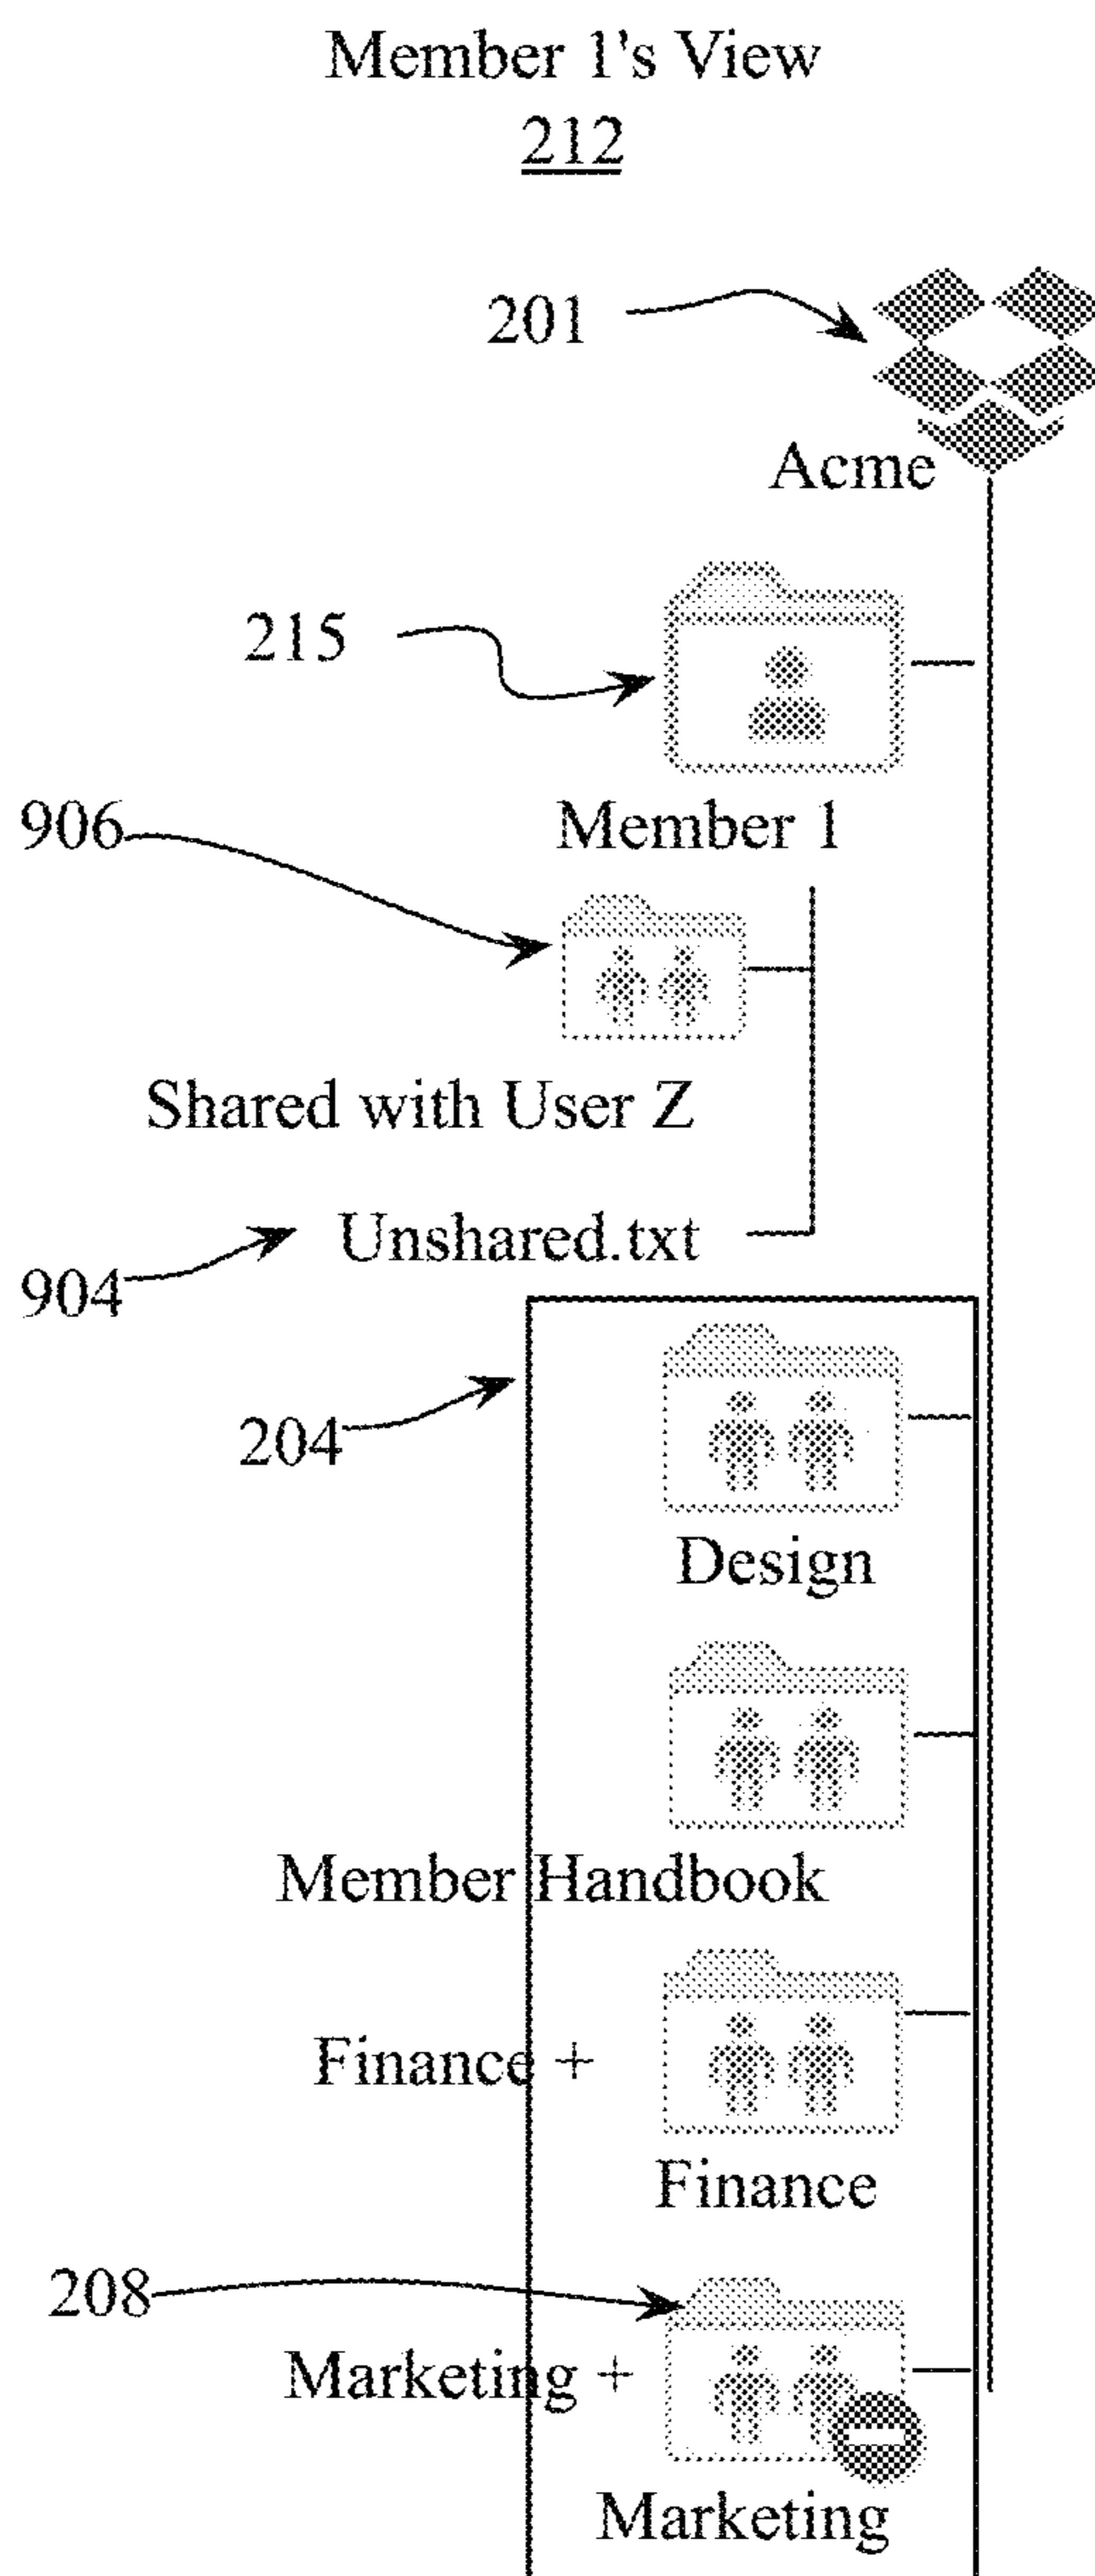 Member 1's View
212
201
Acme
215
Member 1
906
Shared with User Z
Unshared.txt
904
204
Design
Member Handbook
Finance +
Finance
208
Marketing +
Marketing